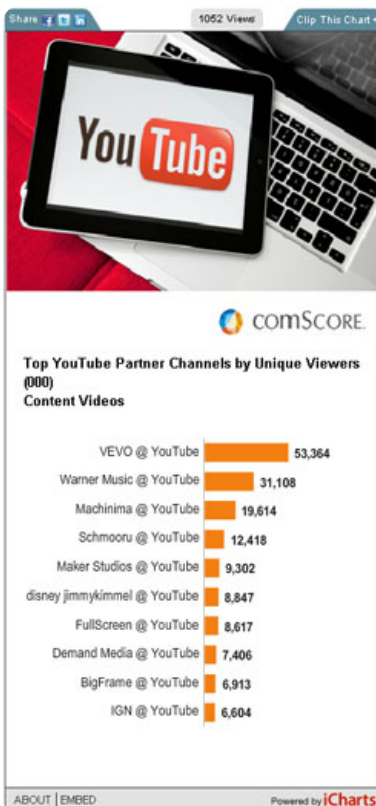 Share
1052 Views
Clip This Chart
YouTube
comSCORE.
Top YouTube Partner Channels by Unique Viewers
(000)
Content Videos
VEVO @ YouTube 53,364
Warner Music @ YouTube 31,108
Machinima @ YouTube 19,614
Schmooru @ YouTube 12,418
Maker Studios @ YouTube 9,302
disney jimmykimmel @ YouTube 8,847
FullScreen @ YouTube 8,617
Demand Media @ YouTube 7,406
BigFrame @ YouTube 6,913
IGN @ YouTube 6,604
ABOUT | EMBED
Powered by iCharts